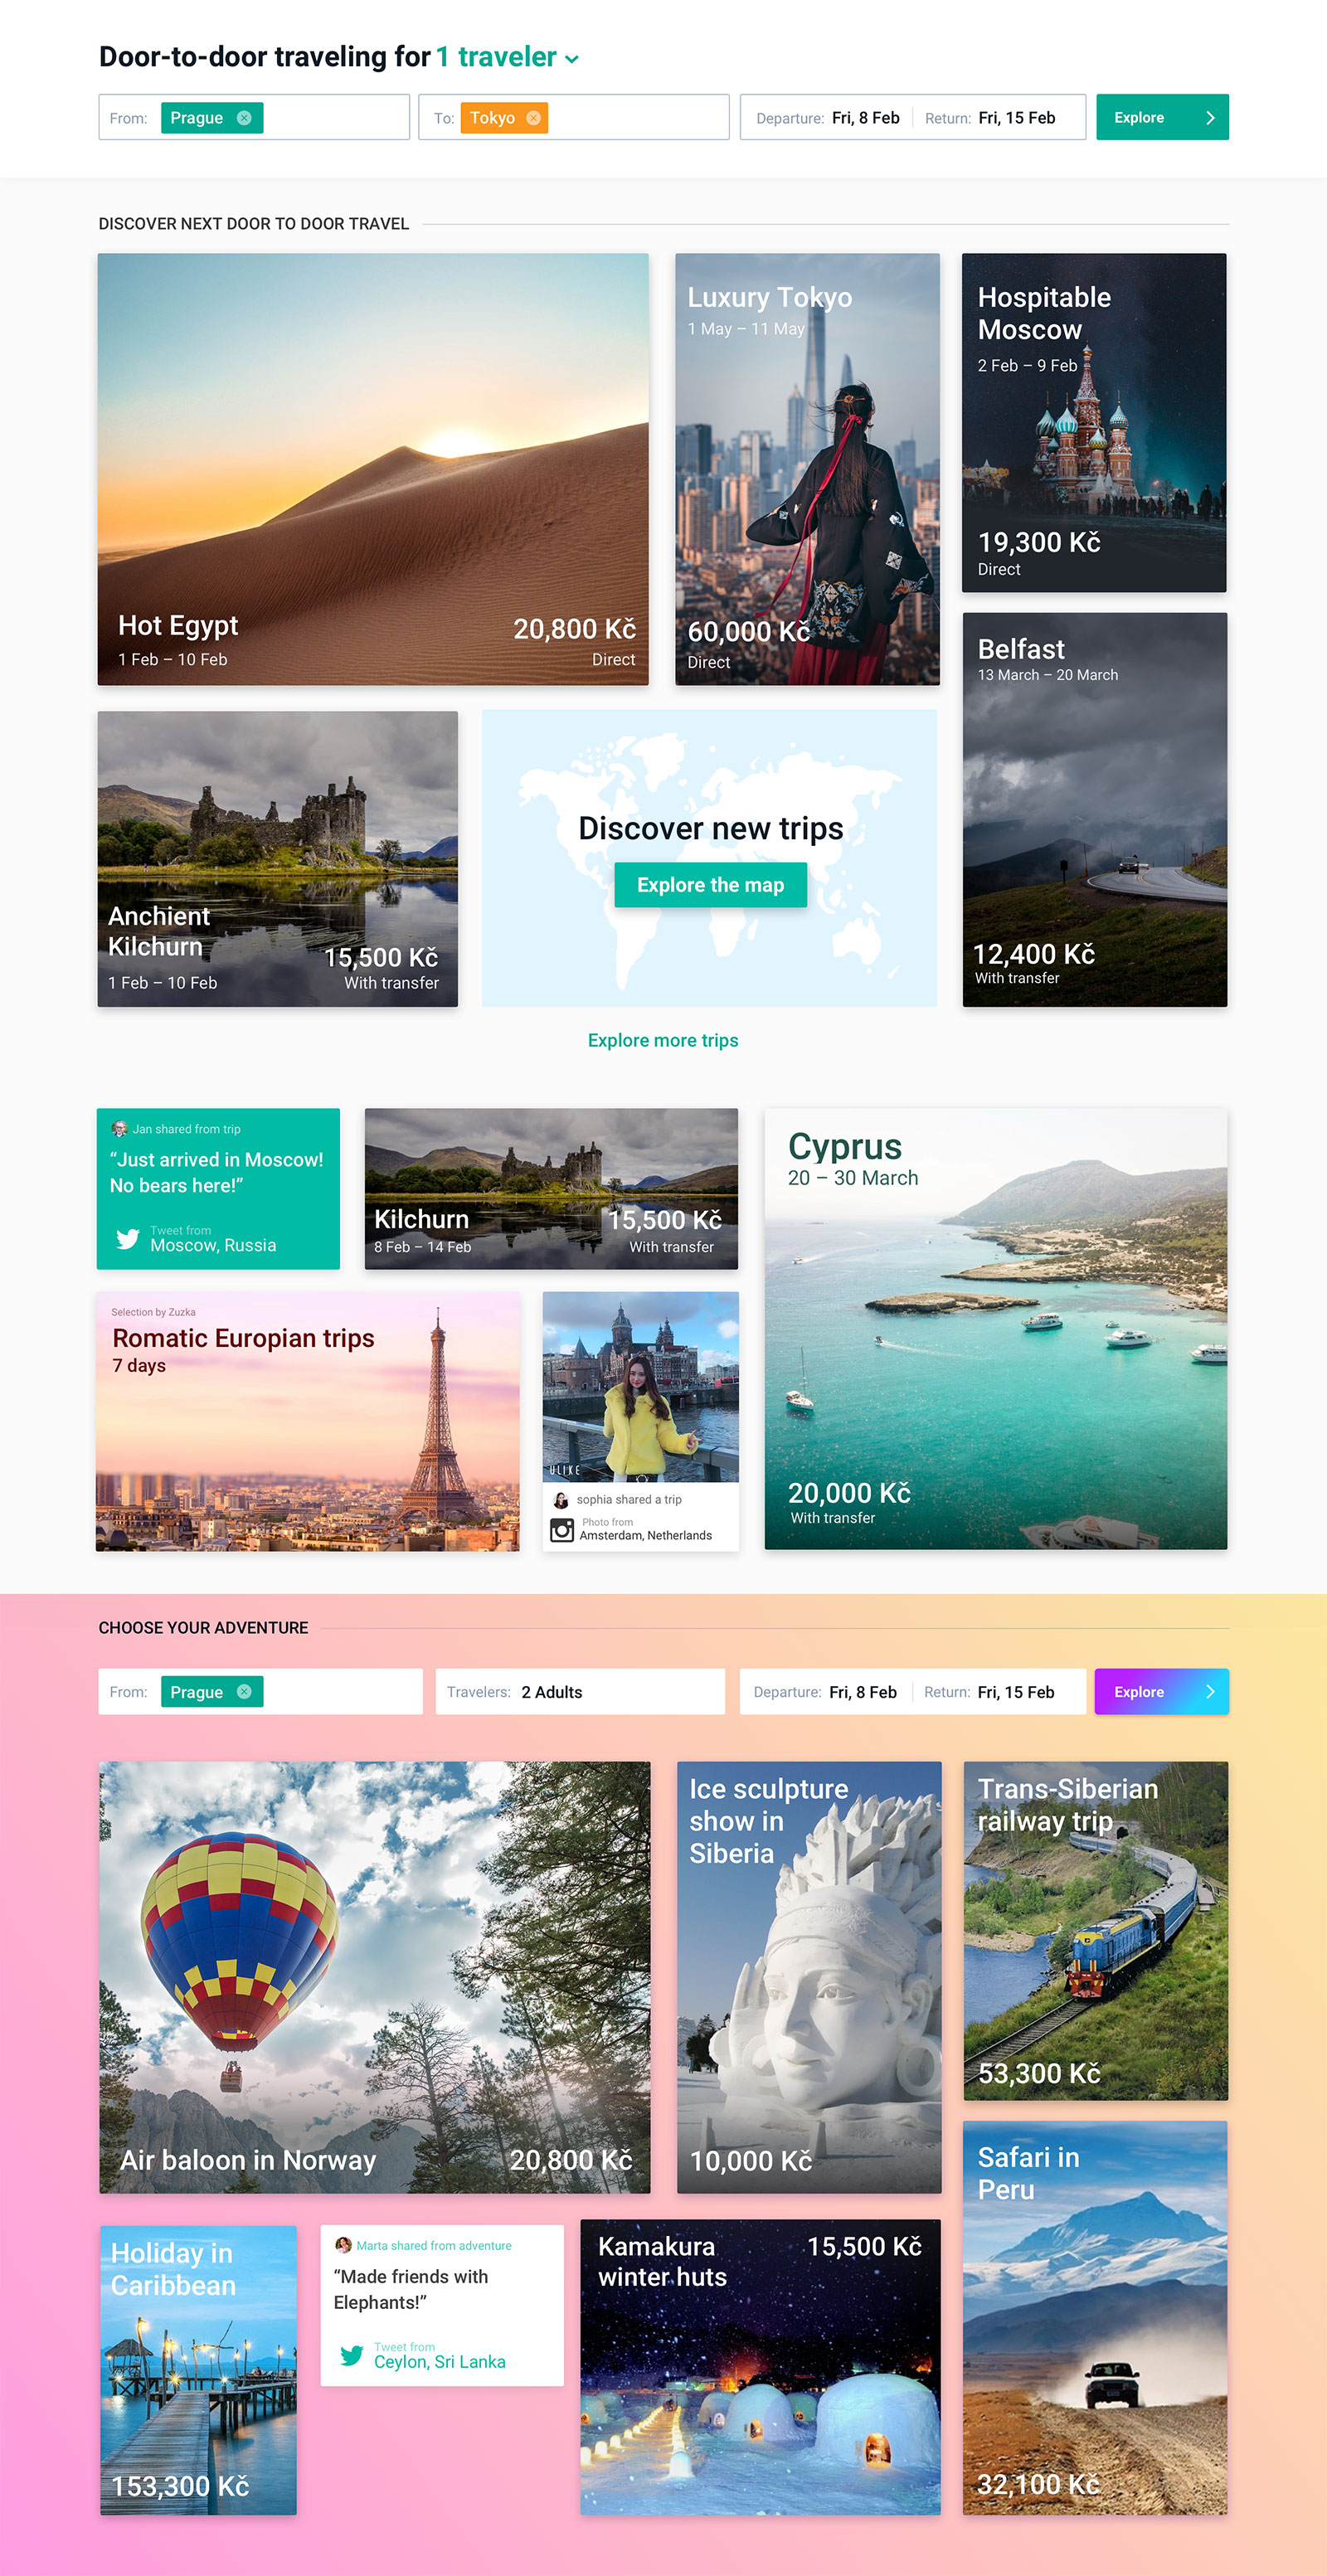 Door-to-door traveling for 1 traveler
From: Prague
To: Tokyo
Departure: Fri, 8 Feb
Return: Fri, 15 Feb
Explore
DISCOVER NEXT DOOR TO DOOR TRAVEL
Hot Egypt
1 Feb – 10 Feb
20,800 Kč
Direct
Luxury Tokyo
1 May – 11 May
60,000 Kč
Direct
Hospitable
Moscow
2 Feb – 9 Feb
19,300 Kč
Direct
Belfast
13 March – 20 March
12,400 Kč
With transfer
Anchient
Kilchurn
1 Feb – 10 Feb
15,500 Kč
With transfer
Discover new trips
Explore the map
Explore more trips
Jan shared from trip
“Just arrived in Moscow!
No bears here!”
Tweet from
Moscow, Russia
Kilchurn
8 Feb – 14 Feb
15,500 Kč
With transfer
Cyprus
20 – 30 March
20,000 Kč
With transfer
Selection by Zuzka
Romatic Europian trips
7 days
ULIKE
sophia shared a trip
Photo from
Amsterdam, Netherlands
CHOOSE YOUR ADVENTURE
From: Prague
Travelers: 2 Adults
Departure: Fri, 8 Feb
Return: Fri, 15 Feb
Explore
Air baloon in Norway
20,800 Kč
Ice sculpture
show in
Siberia
10,000 Kč
Trans-Siberian
railway trip
53,300 Kč
Safari in
Peru
32,100 Kč
Holiday in
Caribbean
153,300 Kč
Marta shared from adventure
“Made friends with
Elephants!”
Tweet from
Ceylon, Sri Lanka
Kamakura
winter huts
15,500 Kč